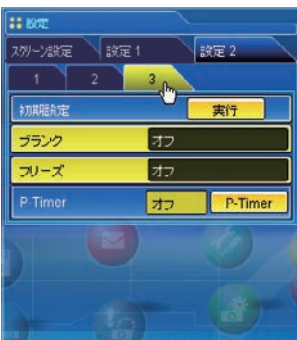 設定
スクリーン設定 設定 1 設定 2
1 2 3
初期設定 実行
ブランク オフ
フリーズ オフ
P-Timer オフ P-Timer